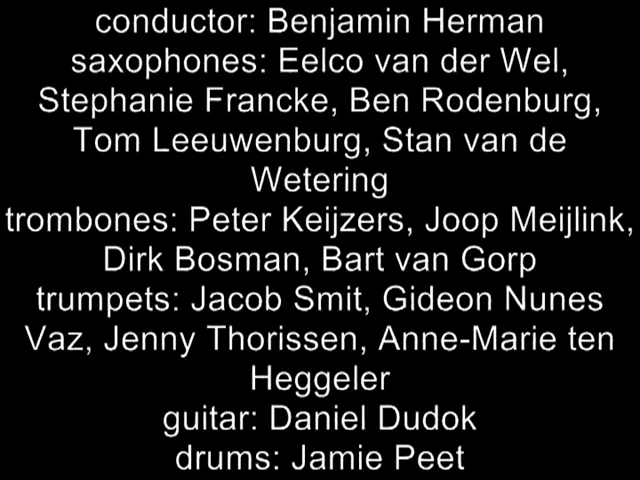 conductor: Benjamin Herman
saxophones: Eelco van der Wel,
Stephanie Francke, Ben Rodenburg,
Tom Leeuwenburg, Stan van de
Wetering
trombones: Peter Keijzers, Joop Meijlink,
Dirk Bosman, Bart van Gorp
trumpets: Jacob Smit, Gideon Nunes
Vaz, Jenny Thorissen, Anne-Marie ten
Heggeler
guitar: Daniel Dudok
drums: Jamie Peet